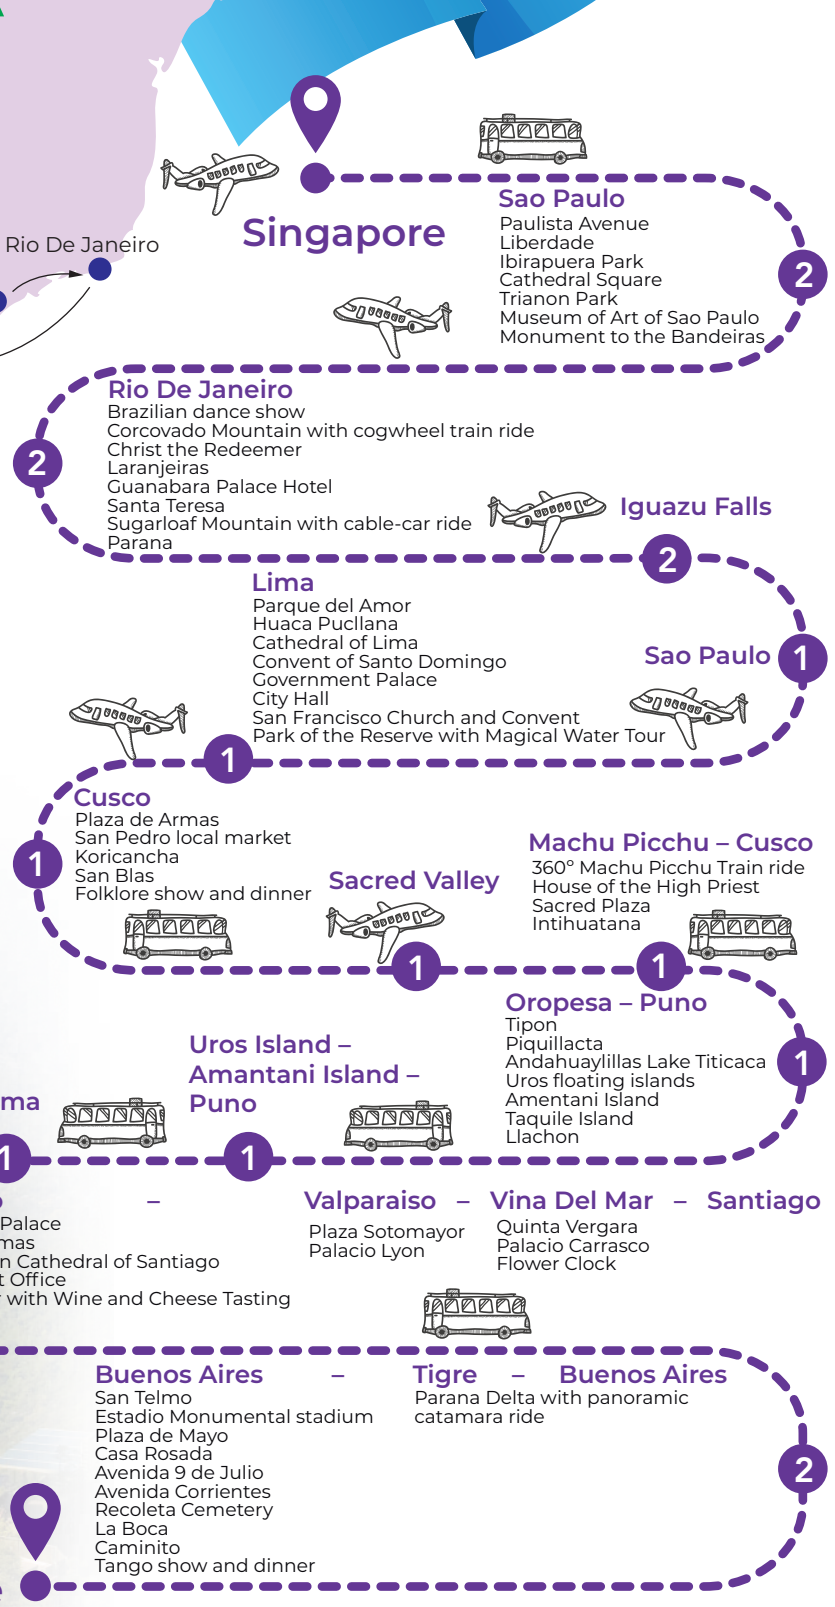 Rio De Janeiro
Singapore
Sao Paulo
Paulista Avenue
Liberdade
Ibirapuera Park
Cathedral Square
Trianon Park
Museum of Art of Sao Paulo
Monument to the Bandeiras
2
Rio De Janeiro
Brazilian dance show
Corcovado Mountain with cogwheel train ride
Christ the Redeemer
Laranjeiras
Guanabara Palace Hotel
Santa Teresa
Sugarloaf Mountain with cable-car ride
Parana
2
Iguazu Falls
2
Sao Paulo
1
Lima
Parque del Amor
Huaca Pucllana
Cathedral of Lima
Convent of Santo Domingo
Government Palace
City Hall
San Francisco Church and Convent
Park of the Reserve with Magical Water Tour
1
Cusco
Plaza de Armas
San Pedro local market
Koricancha
San Blas
Folklore show and dinner
1
Sacred Valley
1
Machu Picchu – Cusco
360º Machu Picchu Train ride
House of the High Priest
Sacred Plaza
Intihuatana
1
Oropesa – Puno
Tipon
Piquillacta
Andahuaylillas Lake Titicaca
Uros floating islands
Amentani Island
Taquile Island
Llachon
1
Uros Island –
Amantani Island –
Puno
1
ma
1
– Valparaiso – Vina Del Mar – Santiago
Palace
mas
n Cathedral of Santiago
t Office
with Wine and Cheese Tasting
Plaza Sotomayor
Palacio Lyon
Quinta Vergara
Palacio Carrasco
Flower Clock
Buenos Aires – Tigre – Buenos Aires
San Telmo
Estadio Monumental stadium
Plaza de Mayo
Casa Rosada
Avenida 9 de Julio
Avenida Corrientes
Recoleta Cemetery
La Boca
Caminito
Tango show and dinner
Parana Delta with panoramic
catamara ride
2